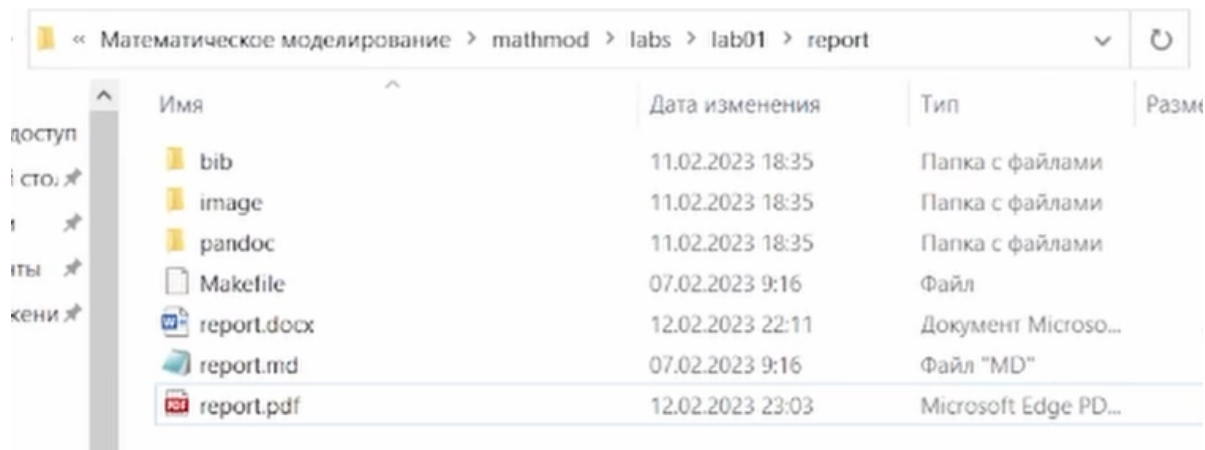 « Математическое моделирование > mathmod > labs > lab01 > report
Имя Дата изменения Тип Разме
доступ
bib 11.02.2023 18:35 Папка с файлами
image 11.02.2023 18:35 Папка с файлами
pandoc 11.02.2023 18:35 Папка с файлами
Makefile 07.02.2023 9:16 Файл
report.docx 12.02.2023 22:11 Документ Microso...
report.md 07.02.2023 9:16 Файл "MD"
report.pdf 12.02.2023 23:03 Microsoft Edge PD...